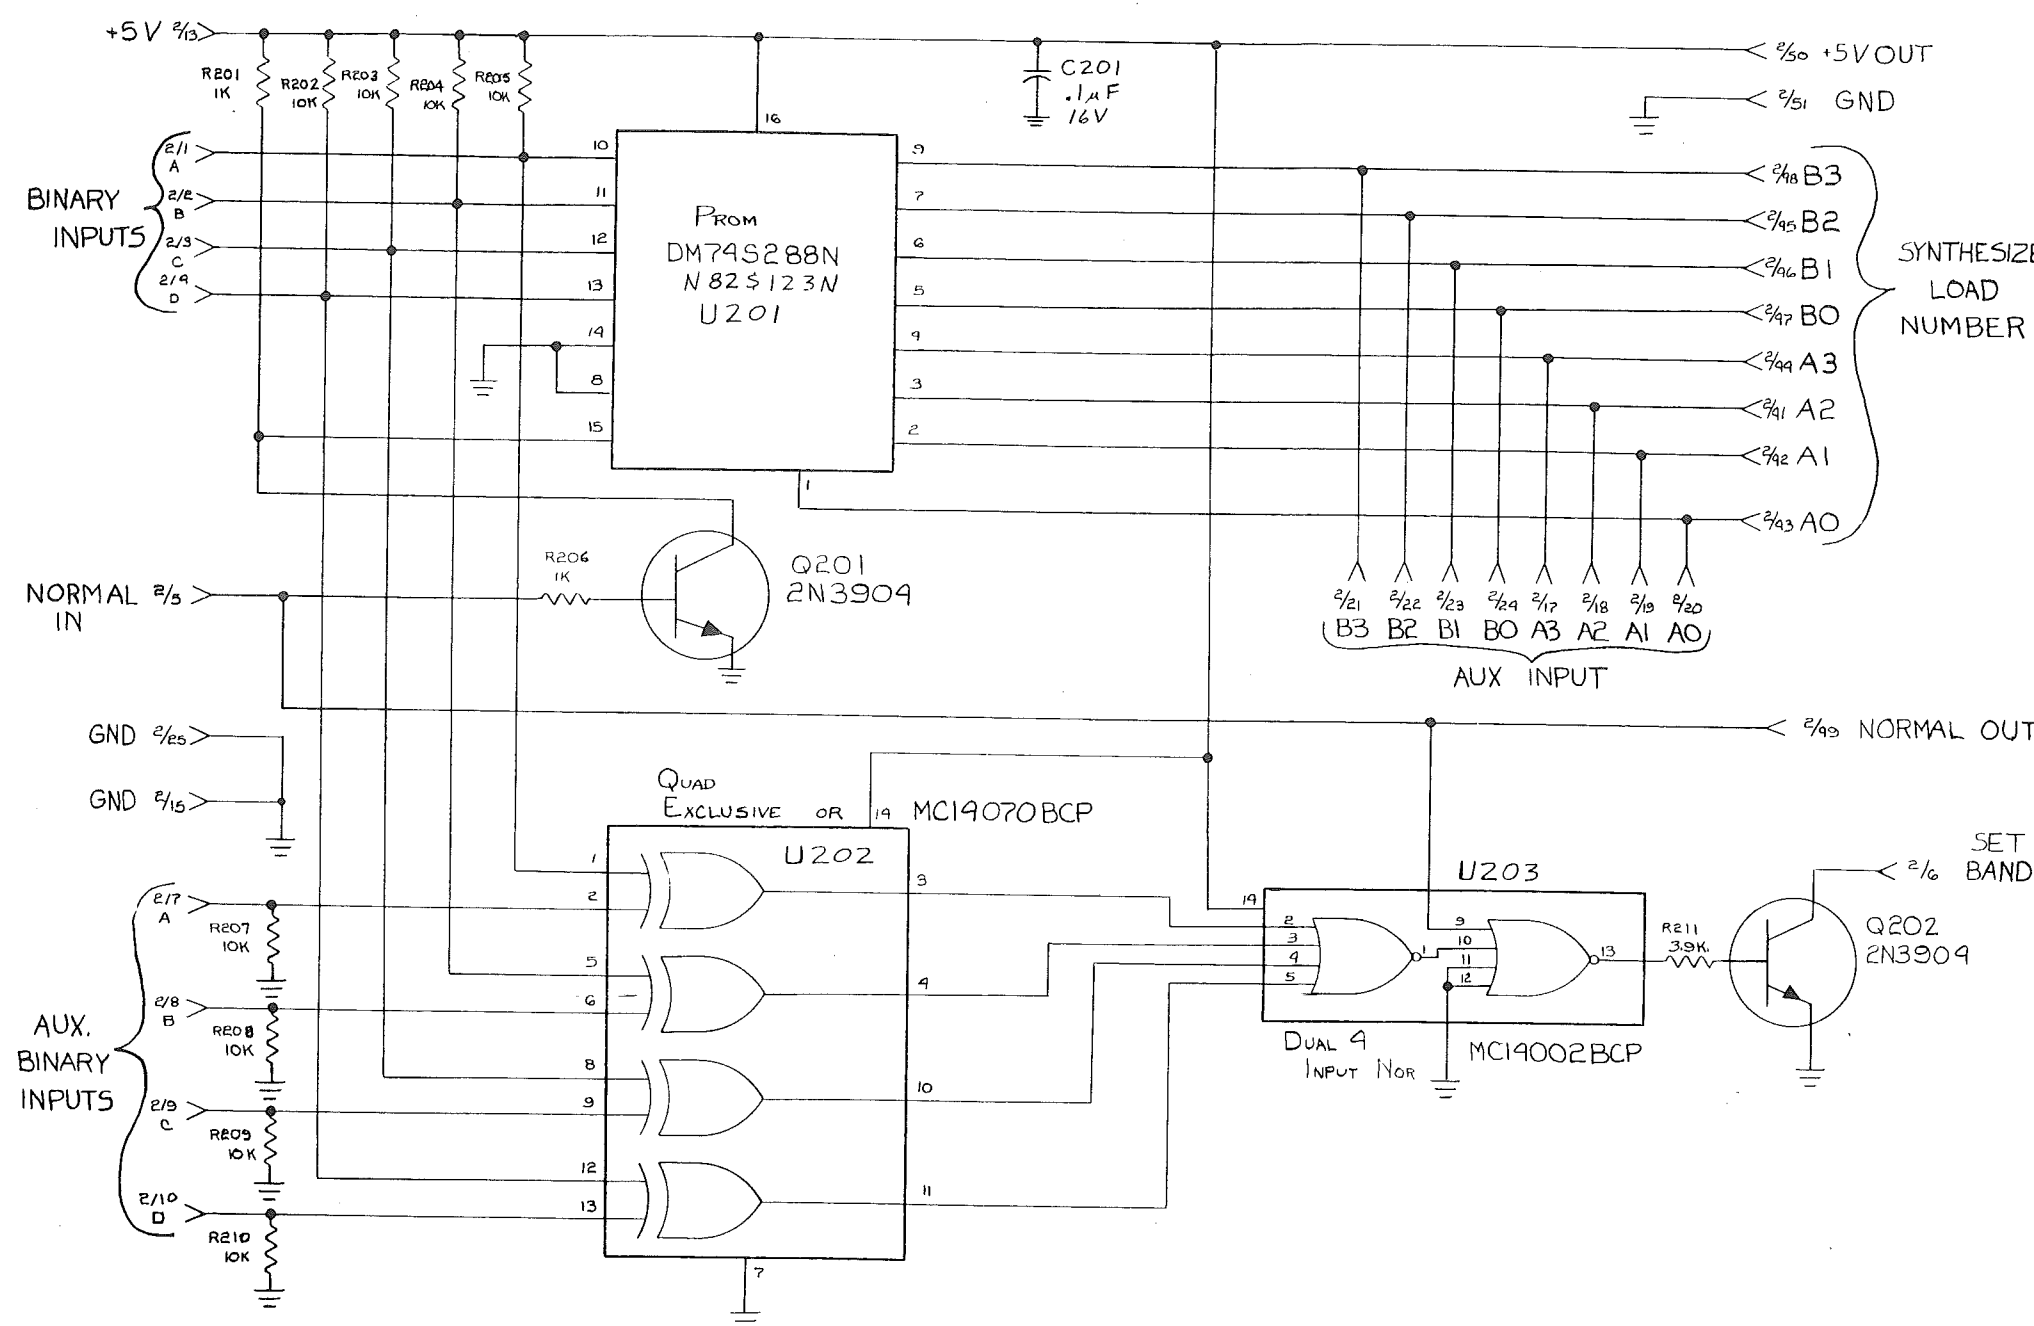 +5V 2/13
R201
1K
R202
10K
R203
10K
R204
10K
R205
10K
C201
.1μF
16V
2/50 +5V OUT
2/51 GND
BINARY
INPUTS
2/1
A
2/2
B
2/3
C
2/4
D
16
10
11
12
13
14
8
15
PROM
DM74S288N
N82S123N
U201
9
7
6
5
4
3
2
1
2/48 B3
2/45 B2
2/46 B1
2/47 B0
2/44 A3
2/41 A2
2/42 A1
2/43 A0
SYNTHESIZE
LOAD
NUMBER
2/21 2/22 2/23 2/24 2/17 2/18 2/19 2/20
B3 B2 B1 B0 A3 A2 A1 A0
AUX INPUT
NORMAL 2/5
IN
R206
1K
Q201
2N3904
GND 2/25
GND 2/15
2/49 NORMAL OUT
QUAD
EXCLUSIVE OR
14
MC14070BCP
U202
1
2
3
5
6
4
8
9
10
12
13
11
7
AUX.
BINARY
INPUTS
2/7
A
R207
10K
2/8
B
R208
10K
2/9
C
R209
10K
2/10
D
R210
10K
U203
14
2
3
4
5
1
9
10
11
12
13
DUAL 4
INPUT NOR
MC14002BCP
R211
3.9K
Q202
2N3904
SET
2/6 BAND